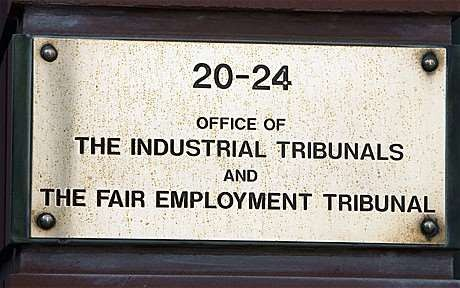 20-24
OFFICE OF
THE INDUSTRIAL TRIBUNALS
AND
THE FAIR EMPLOYMENT TRIBUNAL